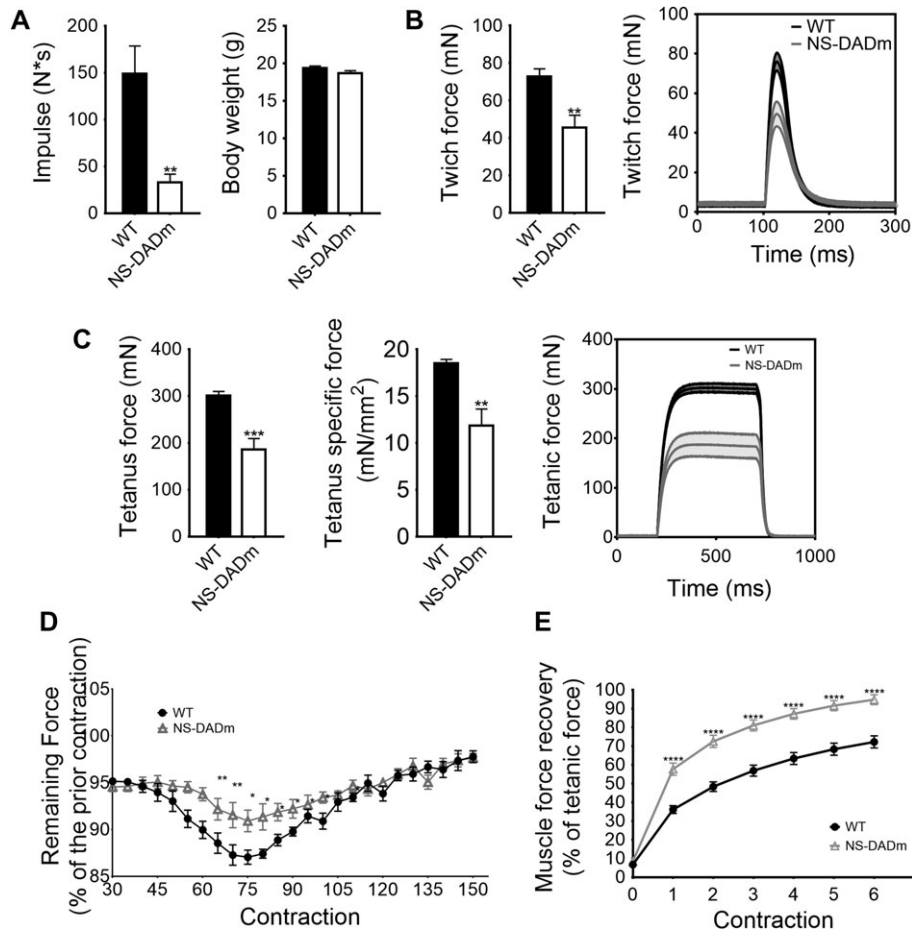 A
Impulse (N*s)
200
150
100
50
0
**
WT
NS-DADm
Body weight (g)
25
20
15
10
5
0
WT
NS-DADm
B
Twich force (mN)
100
80
60
40
20
0
**
WT
NS-DADm
Twitch force (mN)
100
80
60
40
20
0
WT
NS-DADm
0 100 200 300
Time (ms)
C
Tetanus force (mN)
400
300
200
100
0
***
WT
NS-DADm
Tetanus specific force
(mN/mm²)
20
15
10
5
0
**
WT
NS-DADm
Tetanic force (mN)
400
300
200
100
0
WT
NS-DADm
0 500 1000
Time (ms)
D
Remaining Force
(% of the prior contraction)
105
100
95
90
85
WT
NS-DADm
** ** * * * *
30 45 60 75 90 105 120 135 150
Contraction
E
Muscle force recovery
(% of tetanic force)
100
90
80
70
60
50
40
30
20
10
0
**** **** **** **** **** ****
WT
NS-DADm
0 1 2 3 4 5 6
Contraction